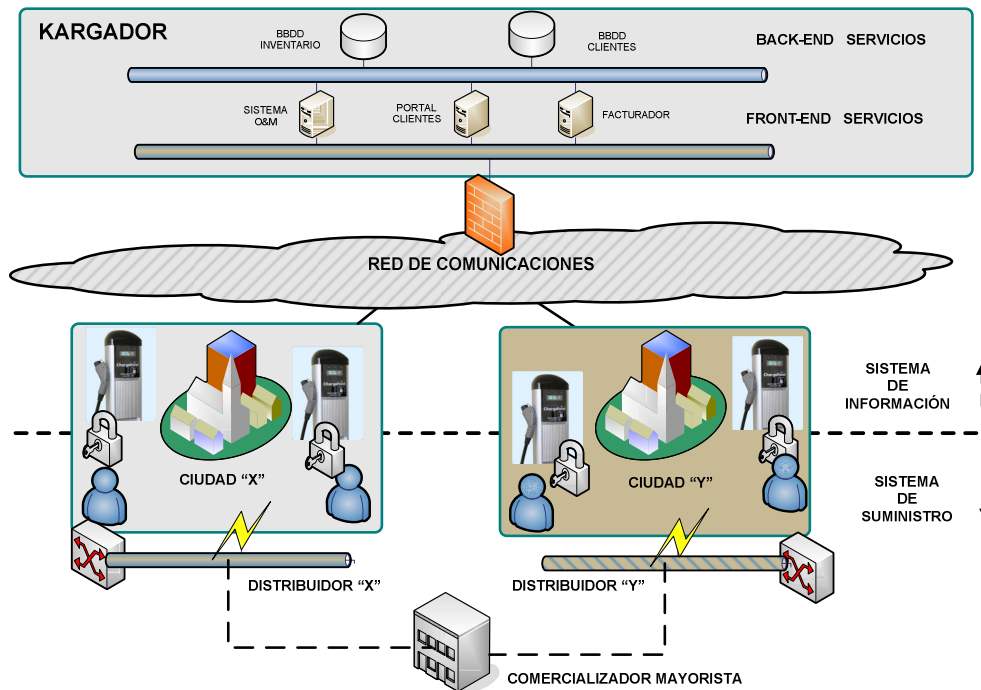 KARGADOR
BBDD
INVENTARIO
BBDD
CLIENTES
BACK-END SERVICIOS
SISTEMA
O&M
PORTAL
CLIENTES
FACTURADOR
FRONT-END SERVICIOS
RED DE COMUNICACIONES
SISTEMA
DE
INFORMACIÓN
CIUDAD "X"
CIUDAD "Y"
SISTEMA
DE
SUMINISTRO
DISTRIBUIDOR "X"
DISTRIBUIDOR "Y"
COMERCIALIZADOR MAYORISTA